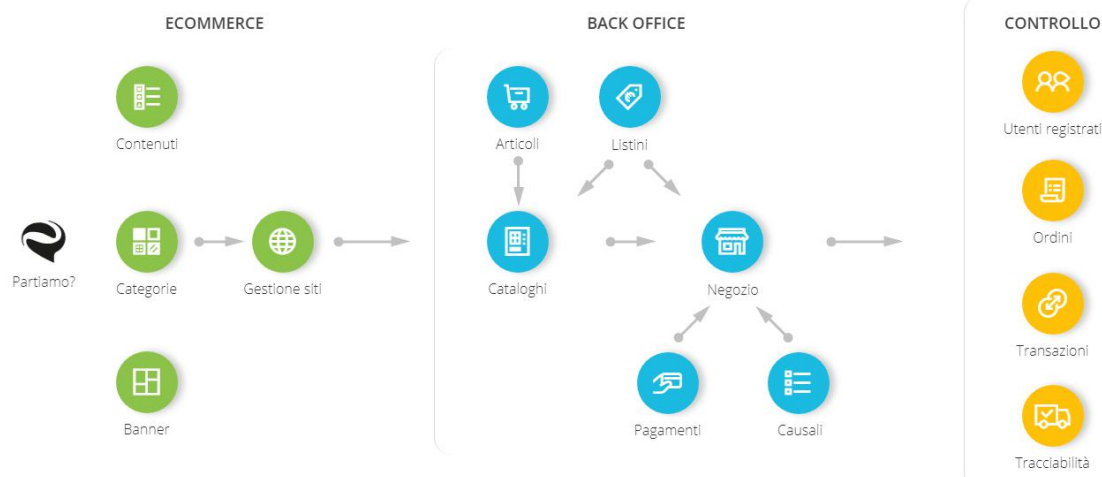 ECOMMERCE
BACK OFFICE
CONTROLLO
Contenuti
Articoli
Listini
Utenti registrati
Partiamo?
Categorie
Gestione siti
Cataloghi
Negozio
Ordini
Transazioni
Banner
Pagamenti
Causali
Tracciabilità